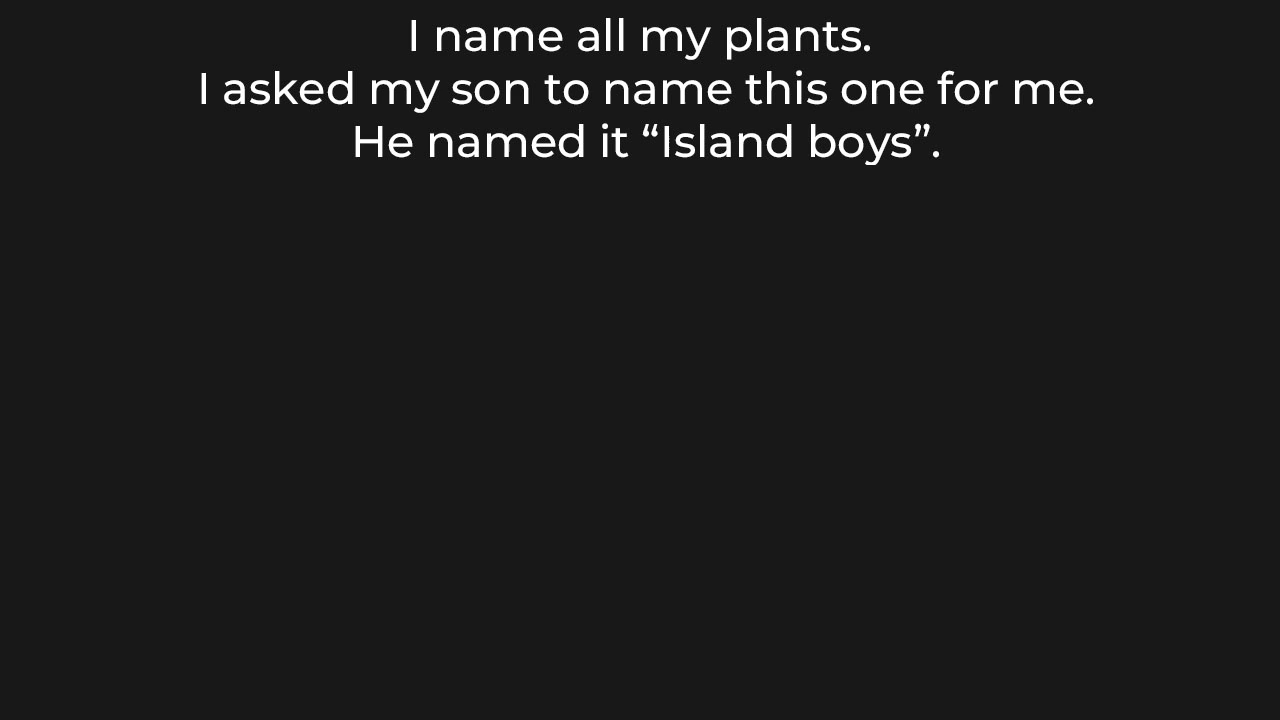 I name all my plants.
I asked my son to name this one for me.
He named it “Island boys”.